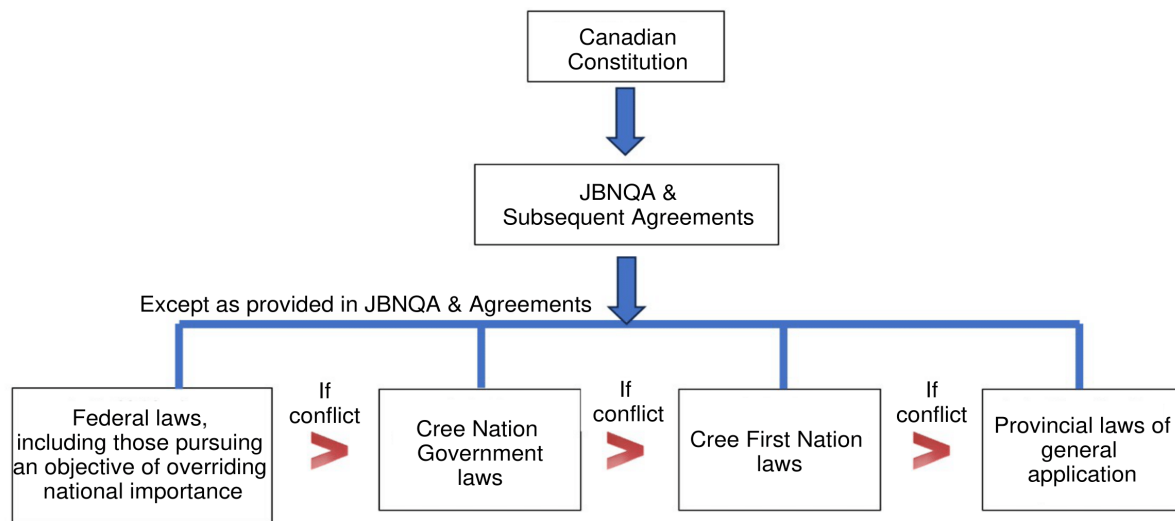 Canadian
Constitution
JBNQA &
Subsequent Agreements
Except as provided in JBNQA & Agreements
Federal laws,
including those pursuing
an objective of overriding
national importance
If
conflict
>
Cree Nation
Government
laws
If
conflict
>
Cree First Nation
laws
If
conflict
>
Provincial laws of
general
application